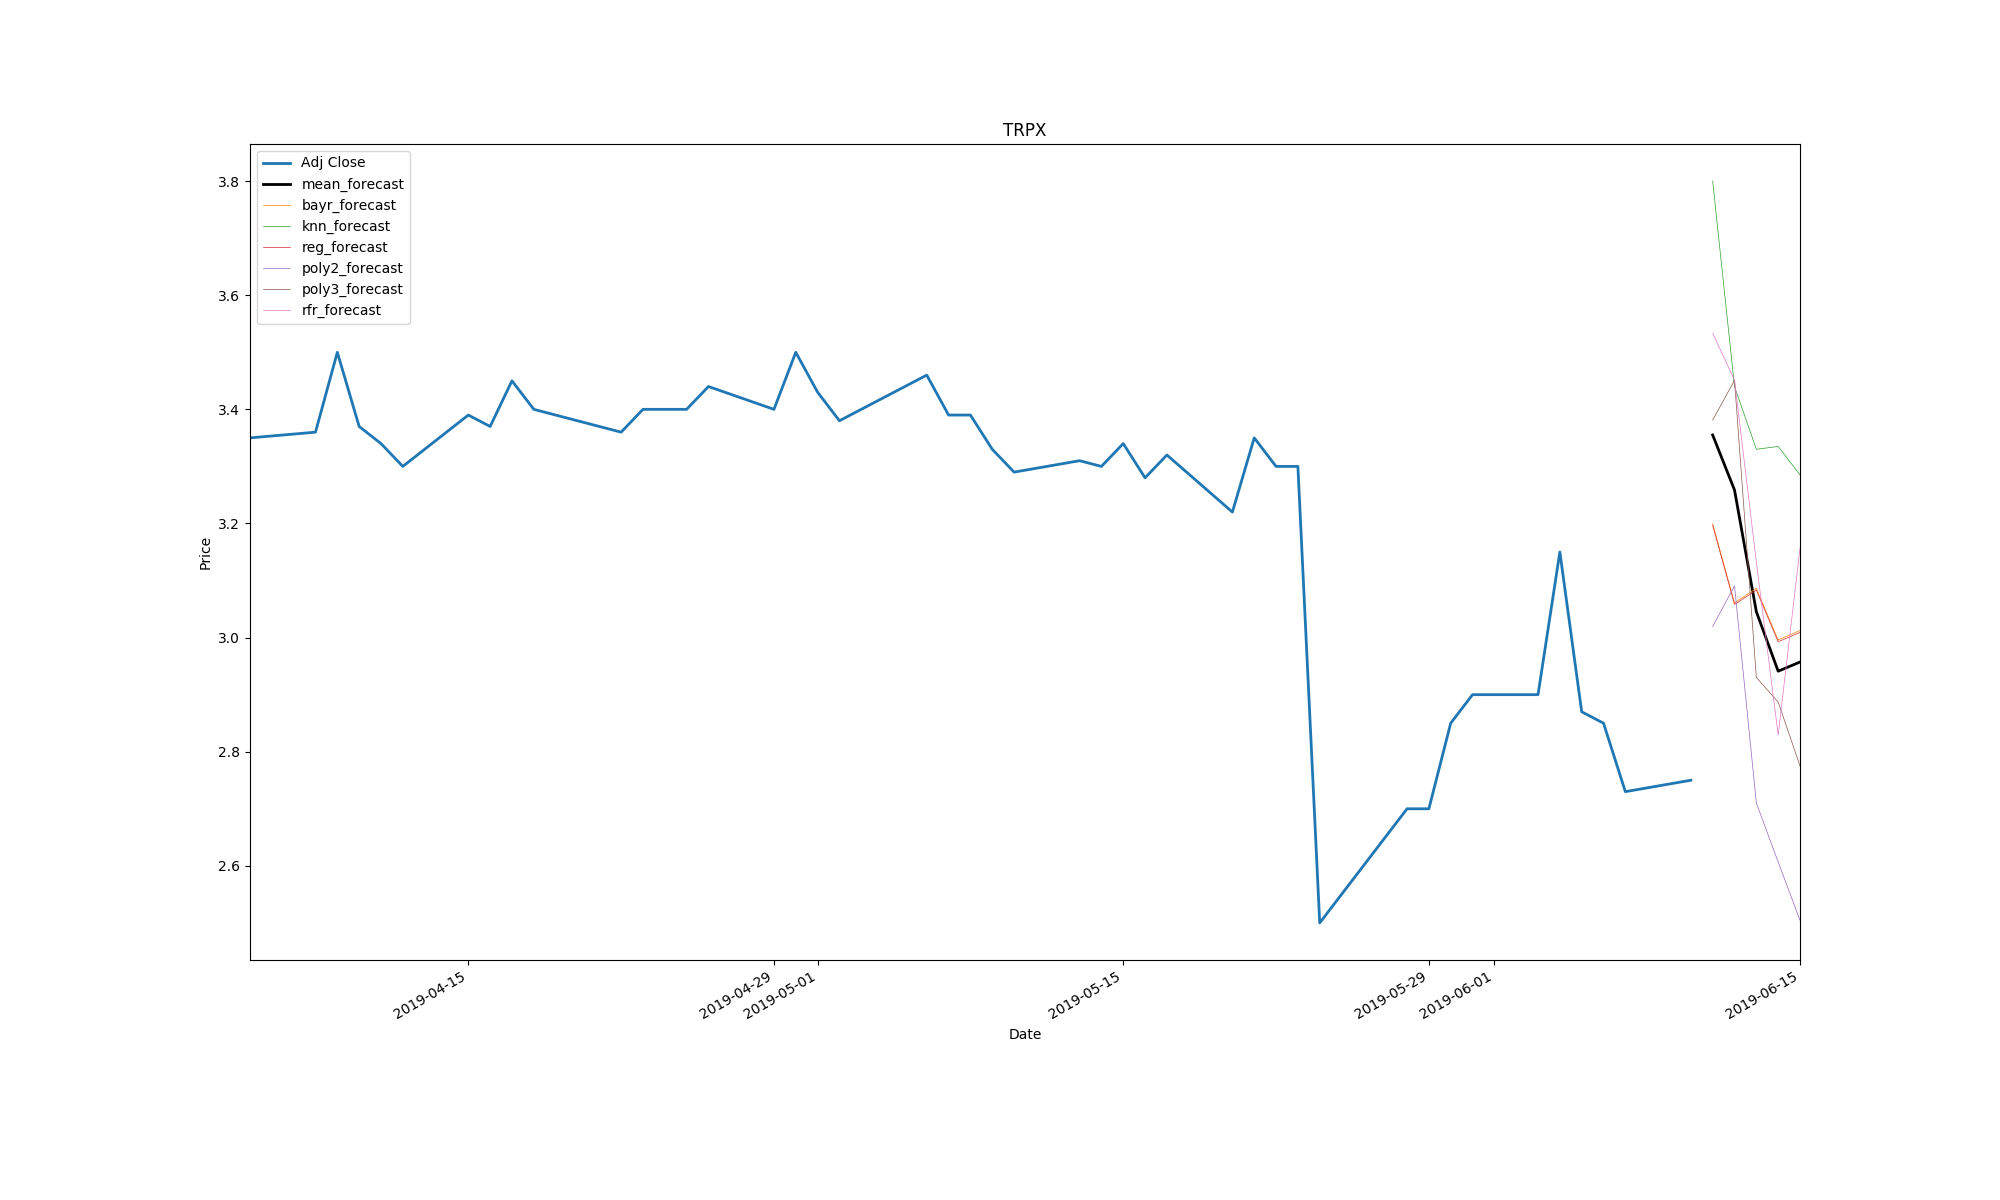 TRPX
Adj Close
mean_forecast
bayr_forecast
knn_forecast
reg_forecast
poly2_forecast
poly3_forecast
rfr_forecast
3.8
3.6
3.4
3.2
3.0
2.8
2.6
Price
2019-04-15
2019-04-29
2019-05-01
2019-05-15
2019-05-29
2019-06-01
2019-06-15
Date